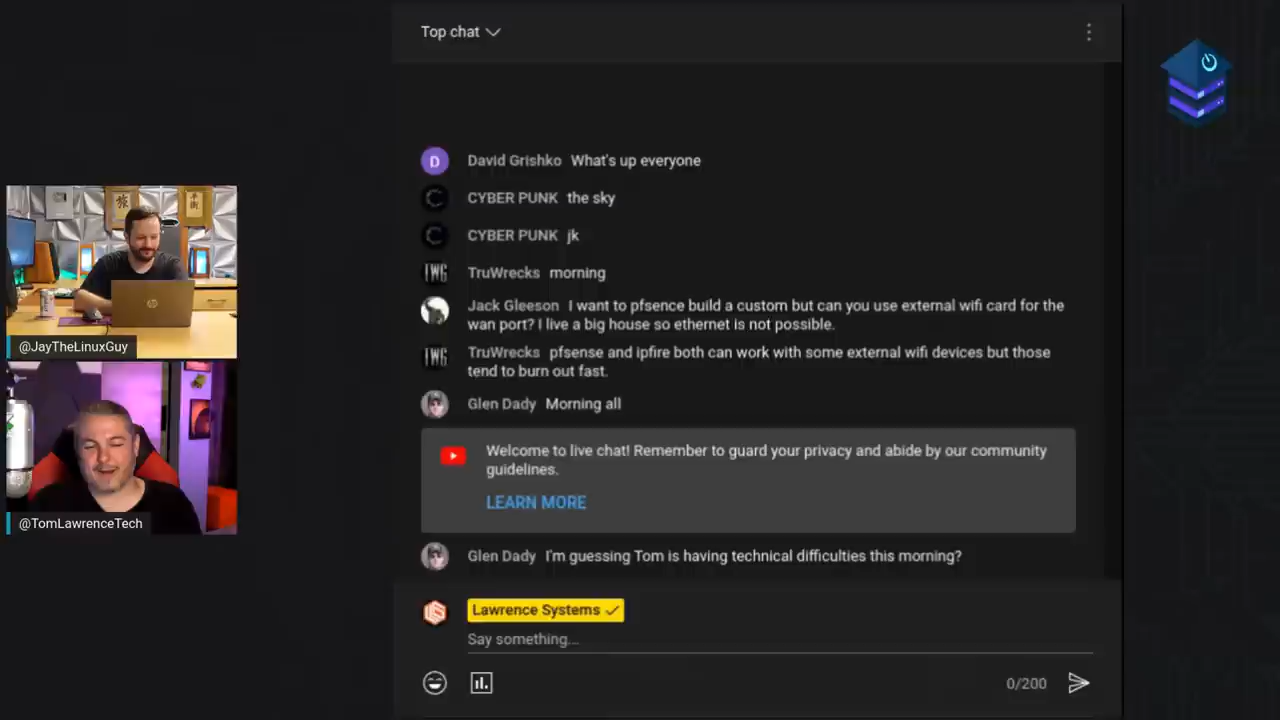 Top chat
David Grishko What's up everyone
CYBER PUNK the sky
CYBER PUNK jk
TruWrecks morning
Jack Gleeson I want to pfsence build a custom but can you use external wifi card for the
wan port? I live a big house so ethernet is not possible.
TruWrecks pfsense and ipfire both can work with some external wifi devices but those
tend to burn out fast.
Glen Dady Morning all
Welcome to live chat! Remember to guard your privacy and abide by our community
guidelines.
LEARN MORE
Glen Dady I'm guessing Tom is having technical difficulties this morning?
Lawrence Systems
Say something...
0/200
@JayTheLinuxGuy
@TomLawrenceTech
D